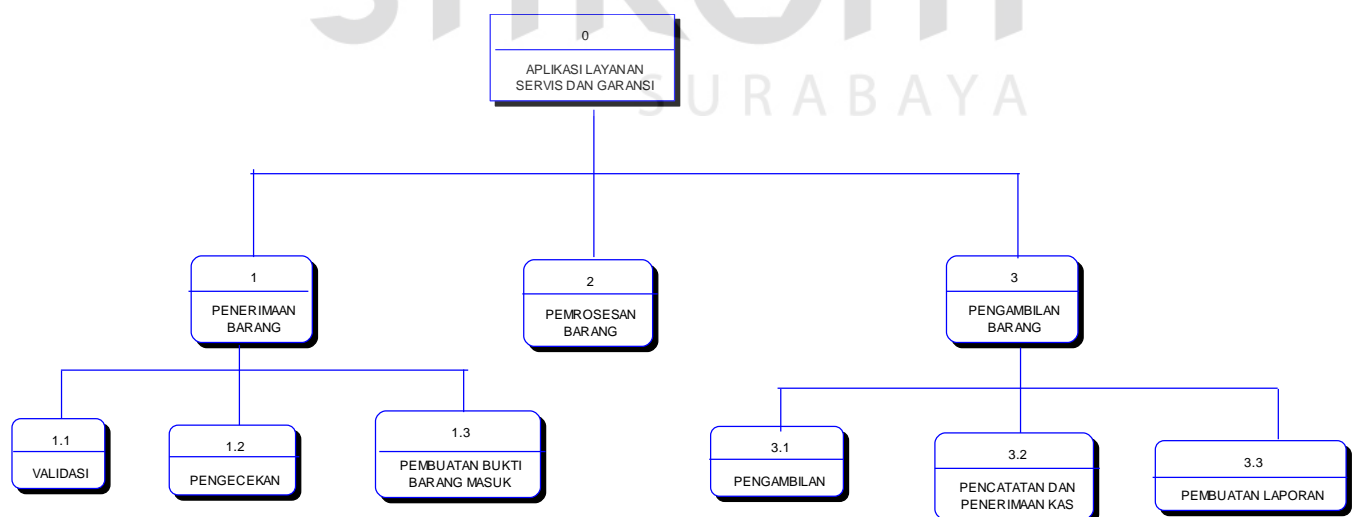 SURABAYA
0
APLIKASI LAYANAN
SERVIS DAN GARANSI
1
PENERIMAAN
BARANG
2
PEMROSESAN
BARANG
3
PENGAMBILAN
BARANG
1.1
VALIDASI
1.2
PENGECEKAN
1.3
PEMBUATAN BUKTI
BARANG MASUK
3.1
PENGAMBILAN
3.2
PENCATATAN DAN
PENERIMAAN KAS
3.3
PEMBUATAN LAPORAN